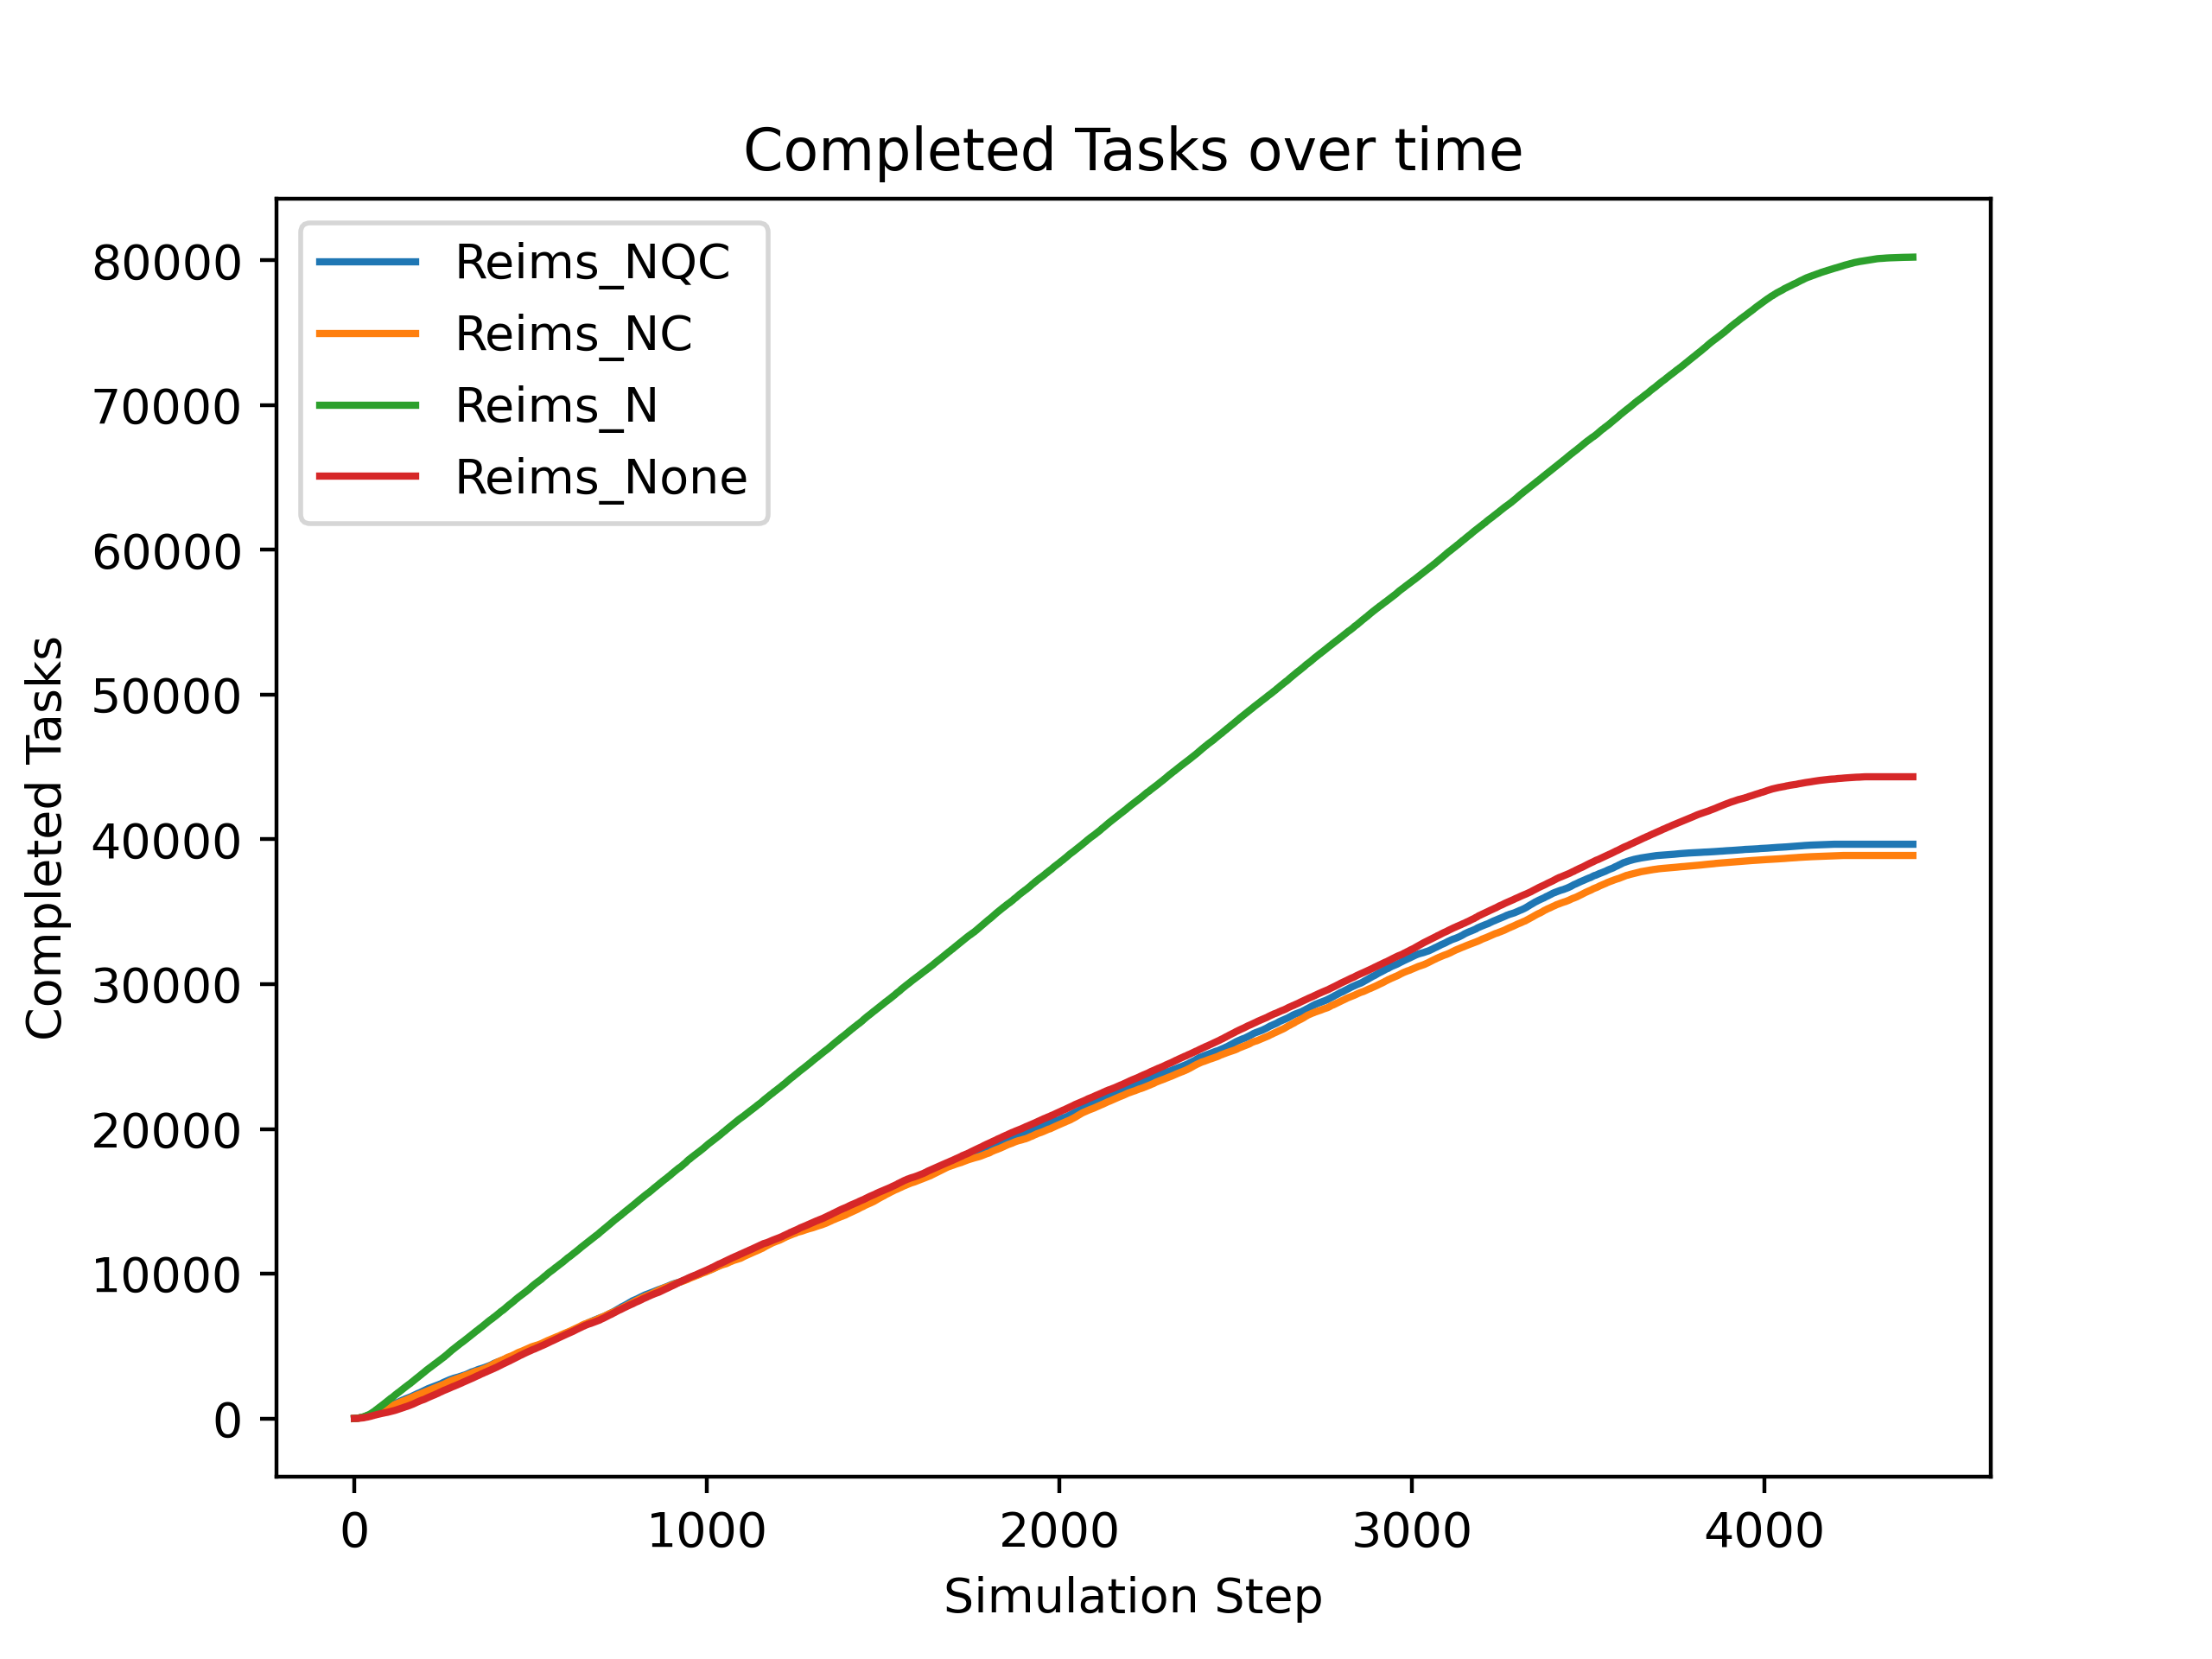 Completed Tasks over time
Reims_NQC
Reims_NC
Reims_N
Reims_None
Completed Tasks
80000
70000
60000
50000
40000
30000
20000
10000
0
0 1000 2000 3000 4000
Simulation Step